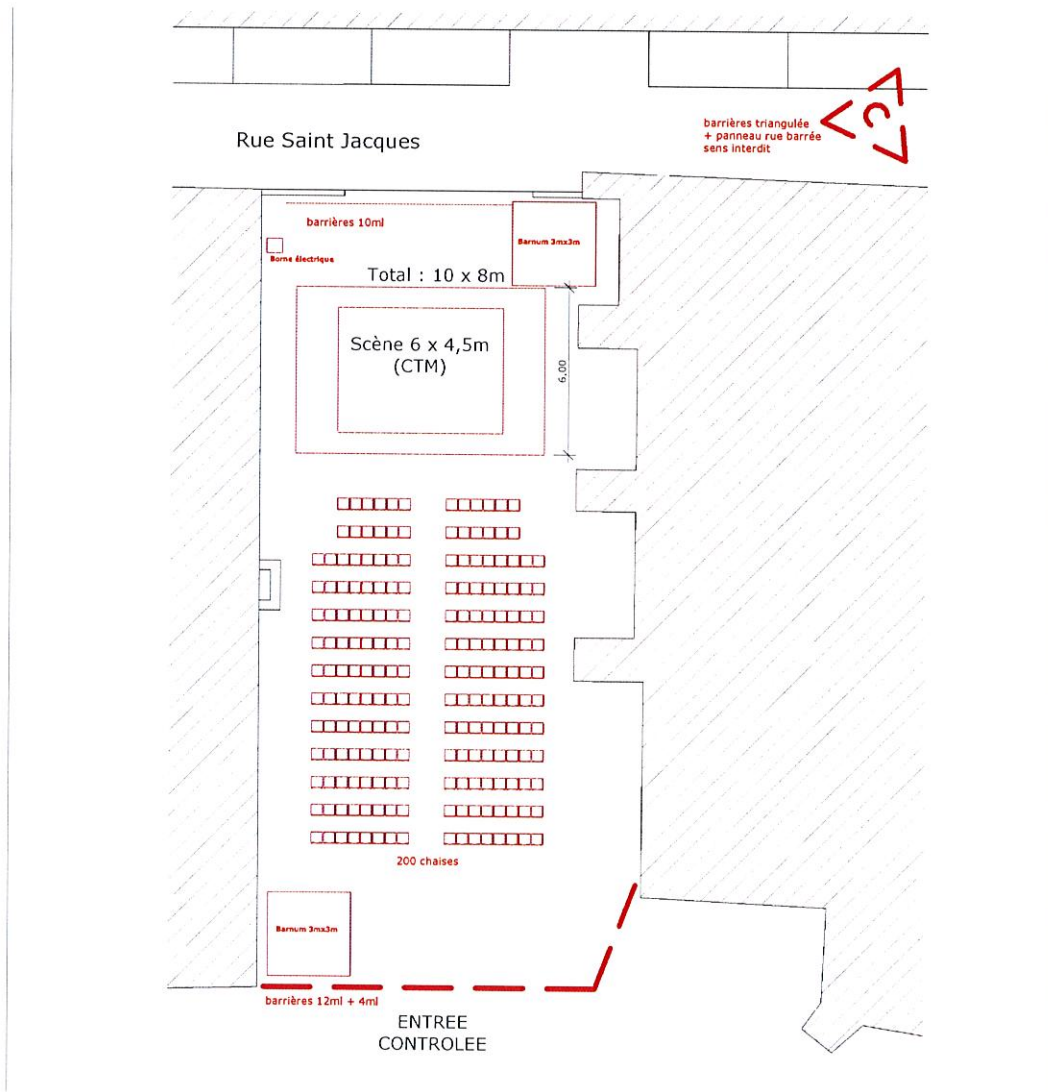 Rue Saint Jacques
barrières triangulée
+ panneau rue barrée
sens interdit
barrières 10ml
Barnum 3mx3m
Borne électrique
Total : 10 x 8m
Scène 6 x 4,5m
(CTM)
6,00
200 chaises
Barnum 3mx3m
barrières 12ml + 4ml
ENTREE
CONTROLEE